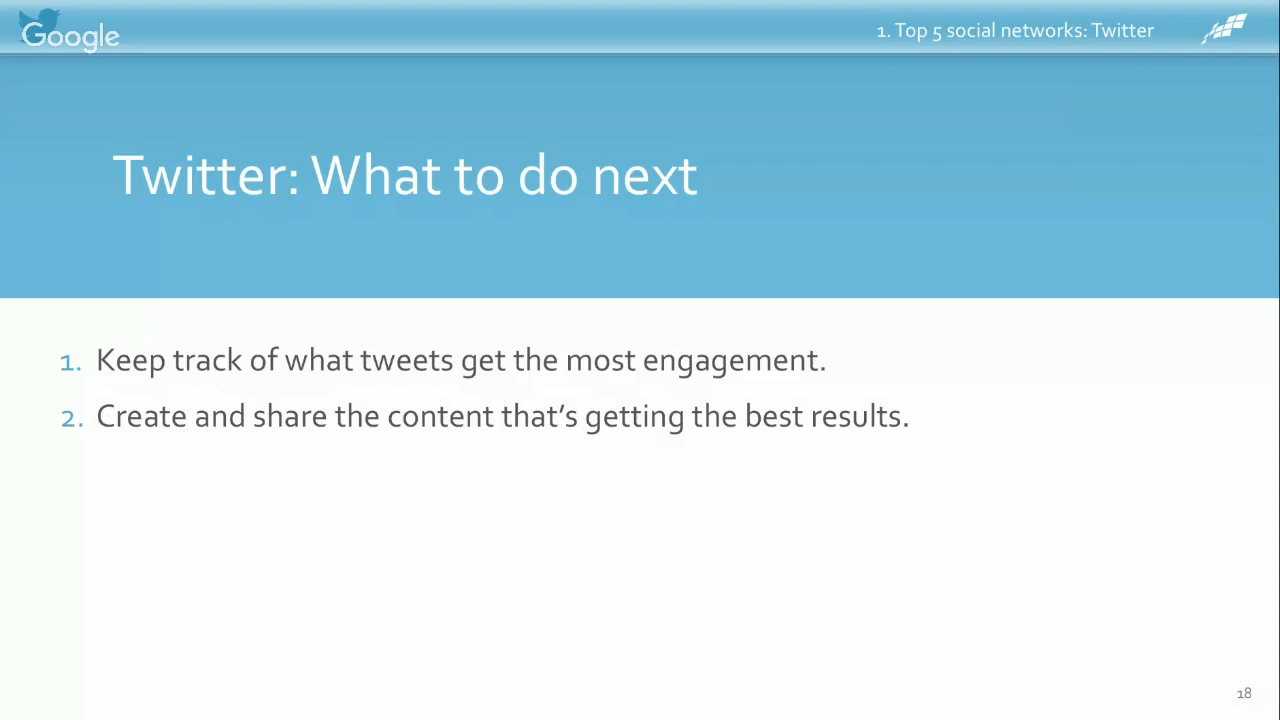 Google
1. Top 5 social networks: Twitter
Twitter: What to do next
1. Keep track of what tweets get the most engagement.
2. Create and share the content that’s getting the best results.
18